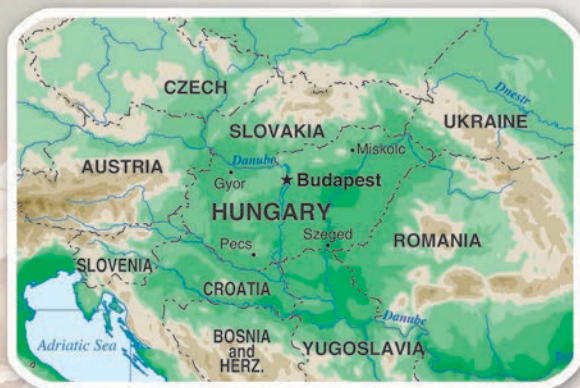 CZECH
Dnestr
UKRAINE
SLOVAKIA
Miskolc
AUSTRIA
Danube
Gyor
★ Budapest
HUNGARY
Pecs
Szeged
ROMANIA
SLOVENIA
CROATIA
Adriatic Sea
BOSNIA
and
HERZ.
YUGOSLAVIA
Danube